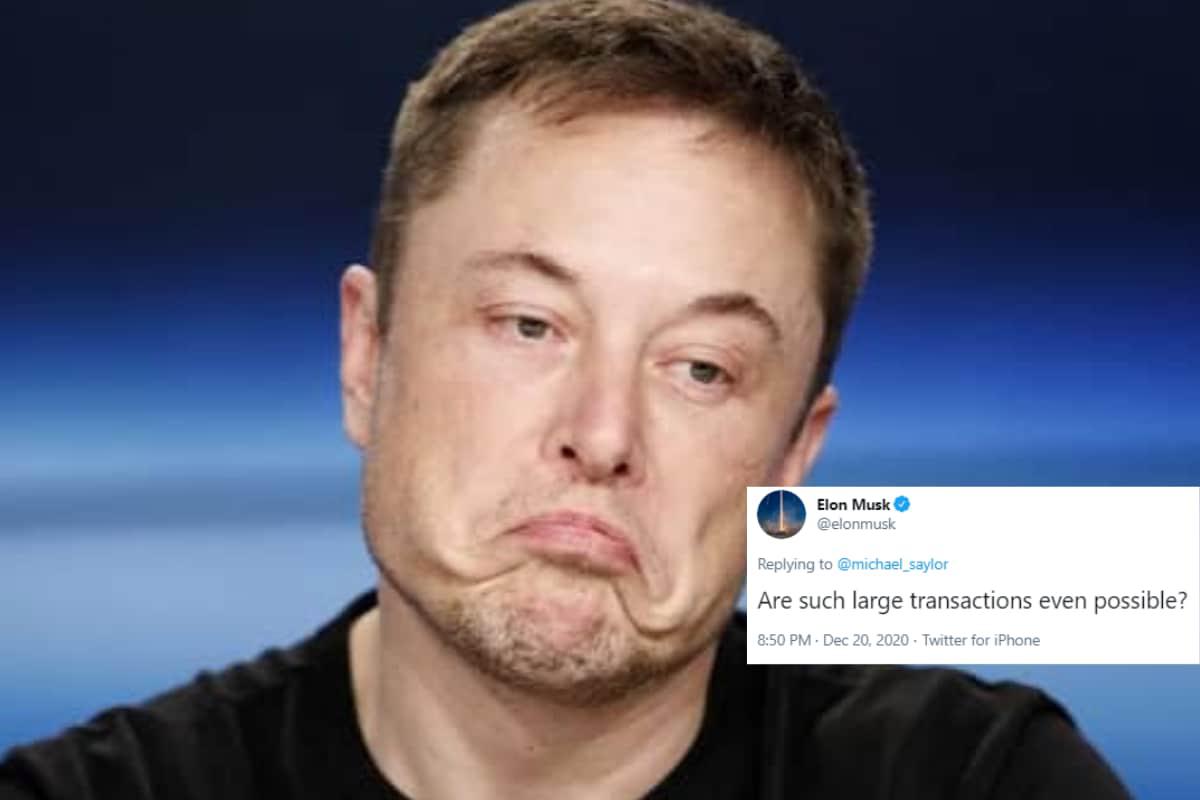 Elon Musk
@elonmusk
Replying to @michael_saylor
Are such large transactions even possible?
8:50 PM · Dec 20, 2020 · Twitter for iPhone